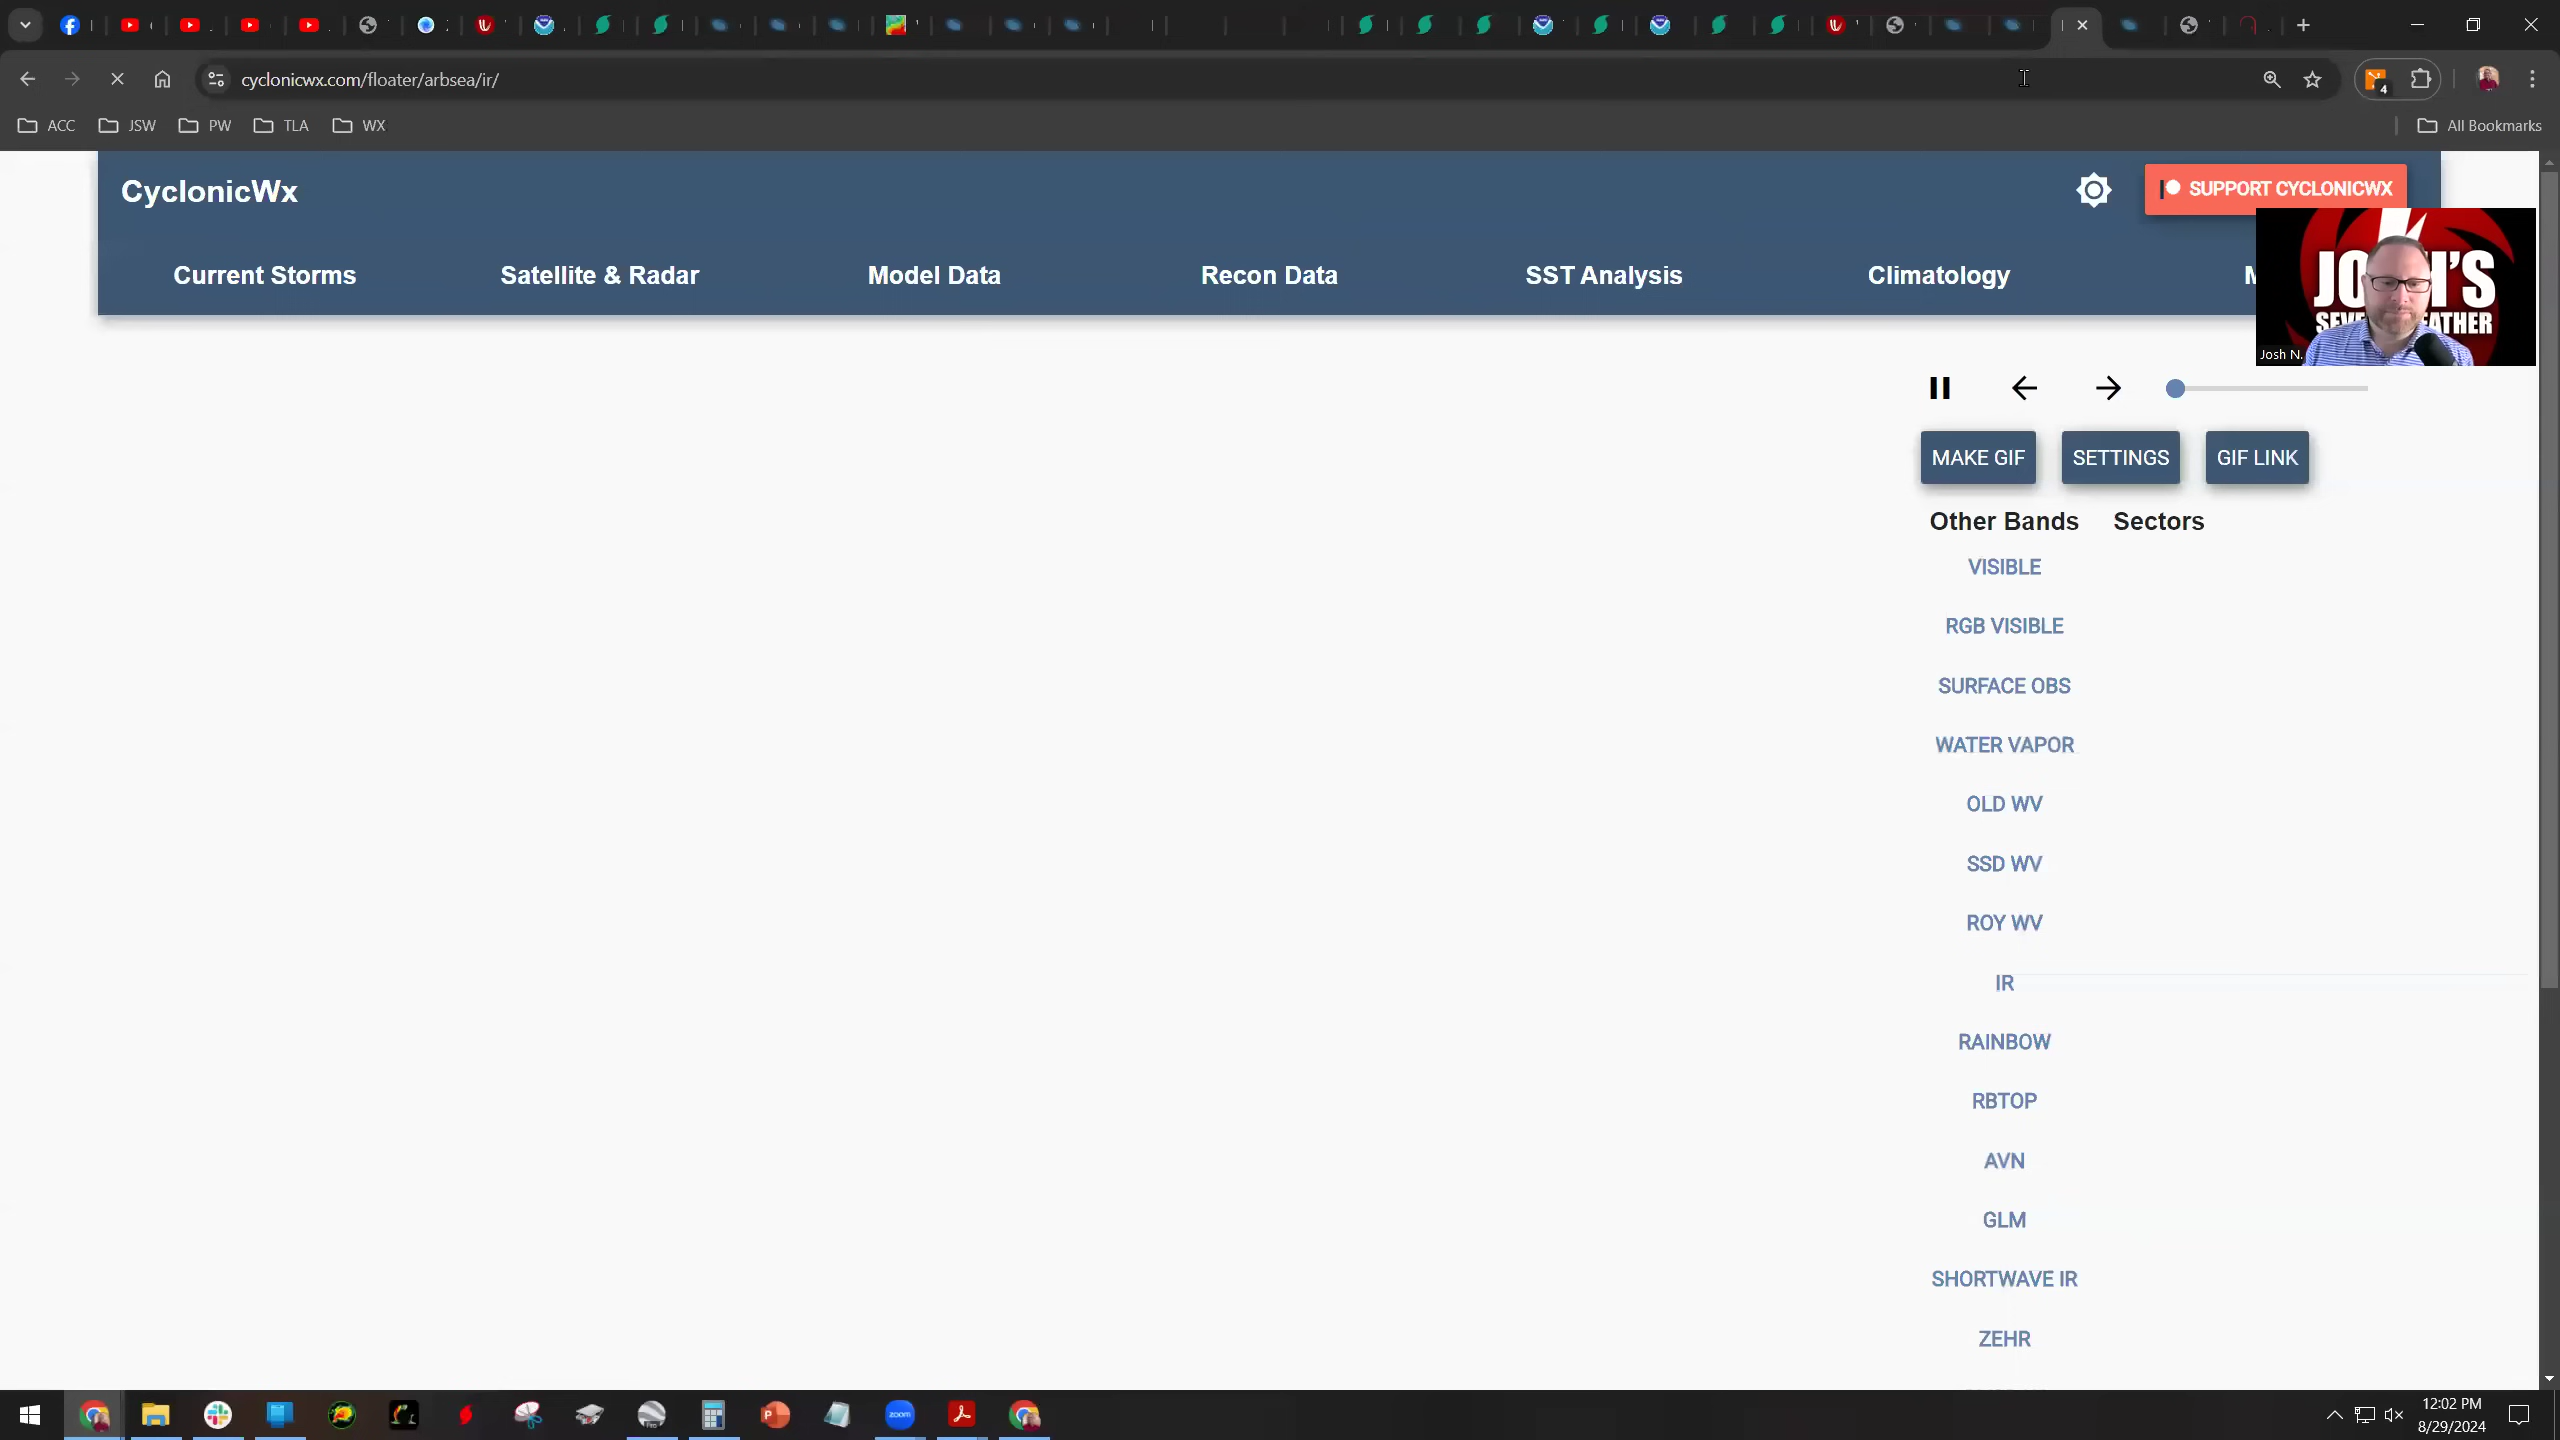 cyclonicwx.com/floater/arbsea/ir/
4
ACC JSW PW TLA WX All Bookmarks
CyclonicWx
SUPPORT CYCLONICWX
Current Storms Satellite & Radar Model Data Recon Data SST Analysis Climatology M
JOSH'S
Josh N.
MAKE GIF SETTINGS GIF LINK
Other Bands Sectors
VISIBLE
RGB VISIBLE
SURFACE OBS
WATER VAPOR
OLD WV
SSD WV
ROY WV
IR
RAINBOW
RBTOP
AVN
GLM
SHORTWAVE IR
ZEHR
zoom
12:02 PM
8/29/2024